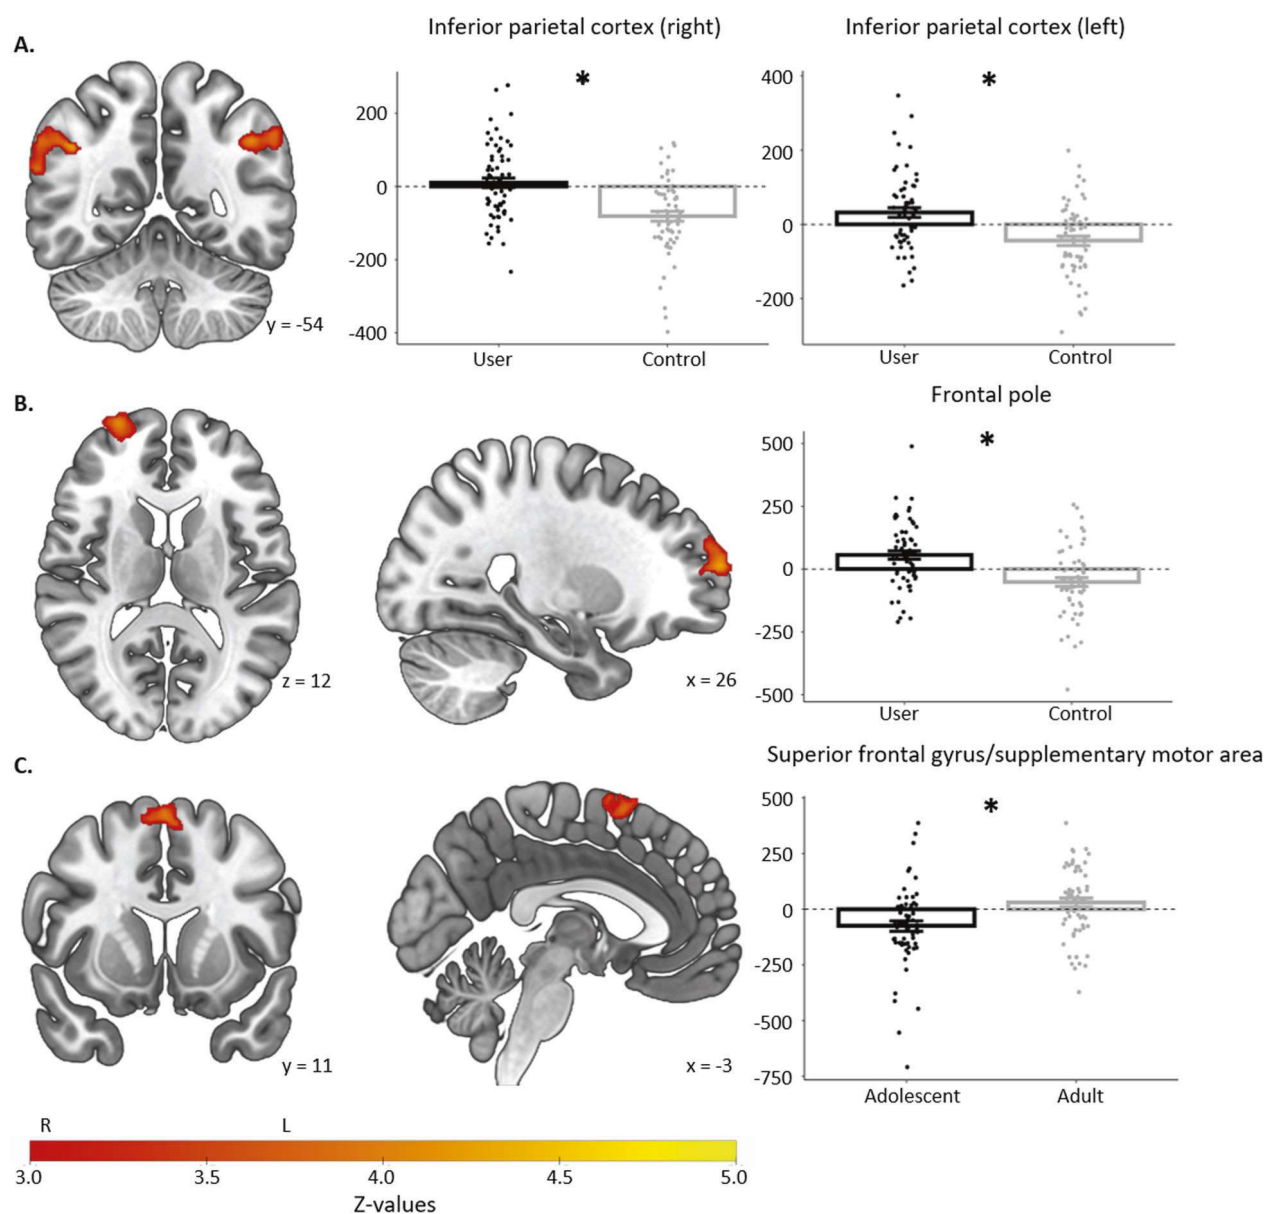 A.
Inferior parietal cortex (right)
Inferior parietal cortex (left)
*
*
200
0
-200
-400
400
200
0
-200
y = -54
User
Control
User
Control
B.
Frontal pole
*
500
250
0
-250
-500
z = 12
x = 26
User
Control
C.
Superior frontal gyrus/supplementary motor area
*
500
250
0
-250
-500
-750
y = 11
x = -3
Adolescent
Adult
R
L
3.0 3.5 4.0 4.5 5.0
Z-values